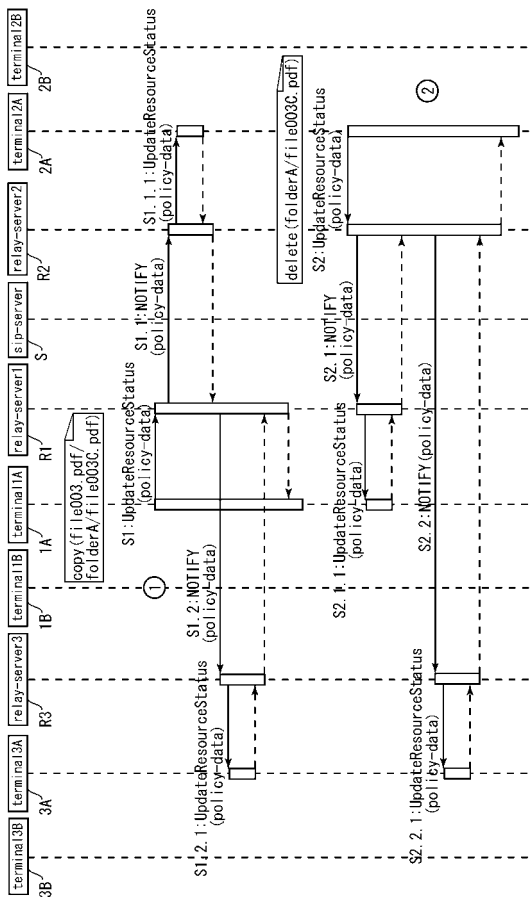 terminal3B
terminal3A
relay-server3
terminal1B
terminal1A
relay-server1
sip-server
relay-server2
terminal2A
terminal2B
3B
3A
R3
1B
1A
R1
S
R2
2A
2B
copy(file003.pdf/
folderA/file003C.pdf)
1
S:UpdateResourceStatus
(policy-data)
S1.1:NOTIFY
(policy-data)
S1.1.1:UpdateResourceStatus
(policy-data)
S1.2:NOTIFY
(policy-data)
S1.2.1:UpdateResourceStatus
(policy-data)
delete(folderA/file003C.pdf)
2
S2:UpdateResourceStatus
(policy-data)
S2.1:NOTIFY
(policy-data)
S2.1.1:UpdateResourceStatus
(policy-data)
S2.2:NOTIFY(policy-data)
S2.2.1:UpdateResourceStatus
(policy-data)